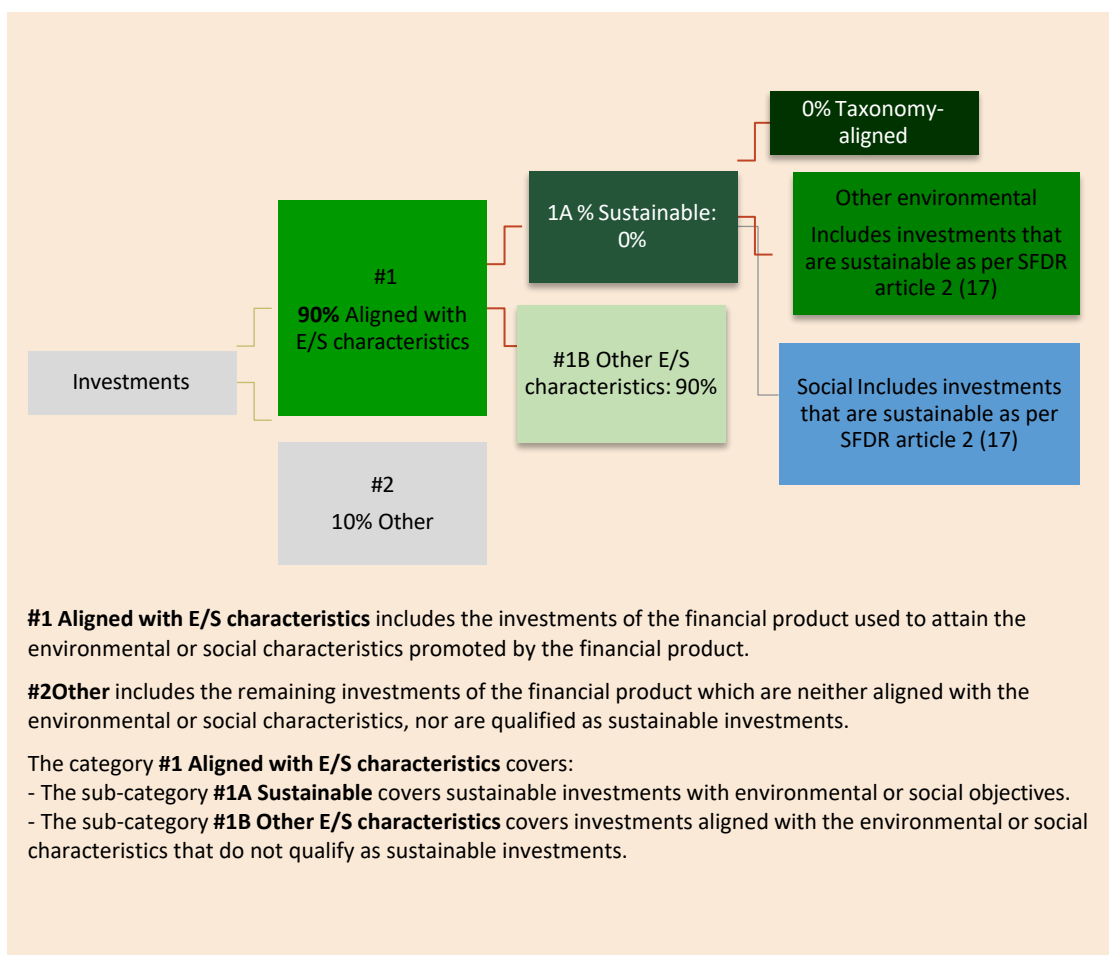 0% Taxonomy-
aligned
1A % Sustainable:
0%
Other environmental
Includes investments that
are sustainable as per SFDR
article 2 (17)
#1
90% Aligned with
E/S characteristics
#1B Other E/S
characteristics: 90%
Investments
Social Includes investments
that are sustainable as per
SFDR article 2 (17)
#2
10% Other
#1 Aligned with E/S characteristics includes the investments of the financial product used to attain the
environmental or social characteristics promoted by the financial product.
#2Other includes the remaining investments of the financial product which are neither aligned with the
environmental or social characteristics, nor are qualified as sustainable investments.
The category #1 Aligned with E/S characteristics covers:
- The sub-category #1A Sustainable covers sustainable investments with environmental or social objectives.
- The sub-category #1B Other E/S characteristics covers investments aligned with the environmental or social
characteristics that do not qualify as sustainable investments.